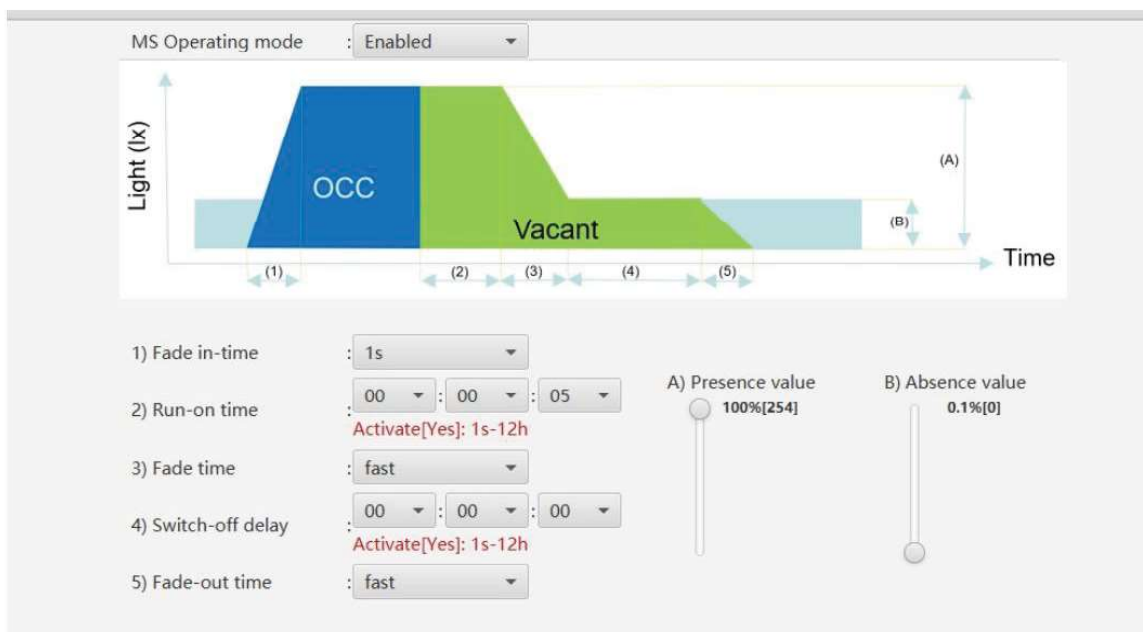 MS Operating mode : Enabled
Light (lx)
OCC
Vacant
(A)
(B)
Time
(1) (2) (3) (4) (5)
1) Fade in-time : 1s
2) Run-on time : 00 : 00 : 05
Activate[Yes]: 1s-12h
3) Fade time : fast
4) Switch-off delay : 00 : 00 : 00
Activate[Yes]: 1s-12h
5) Fade-out time : fast
A) Presence value
100%[254]
B) Absence value
0.1%[0]